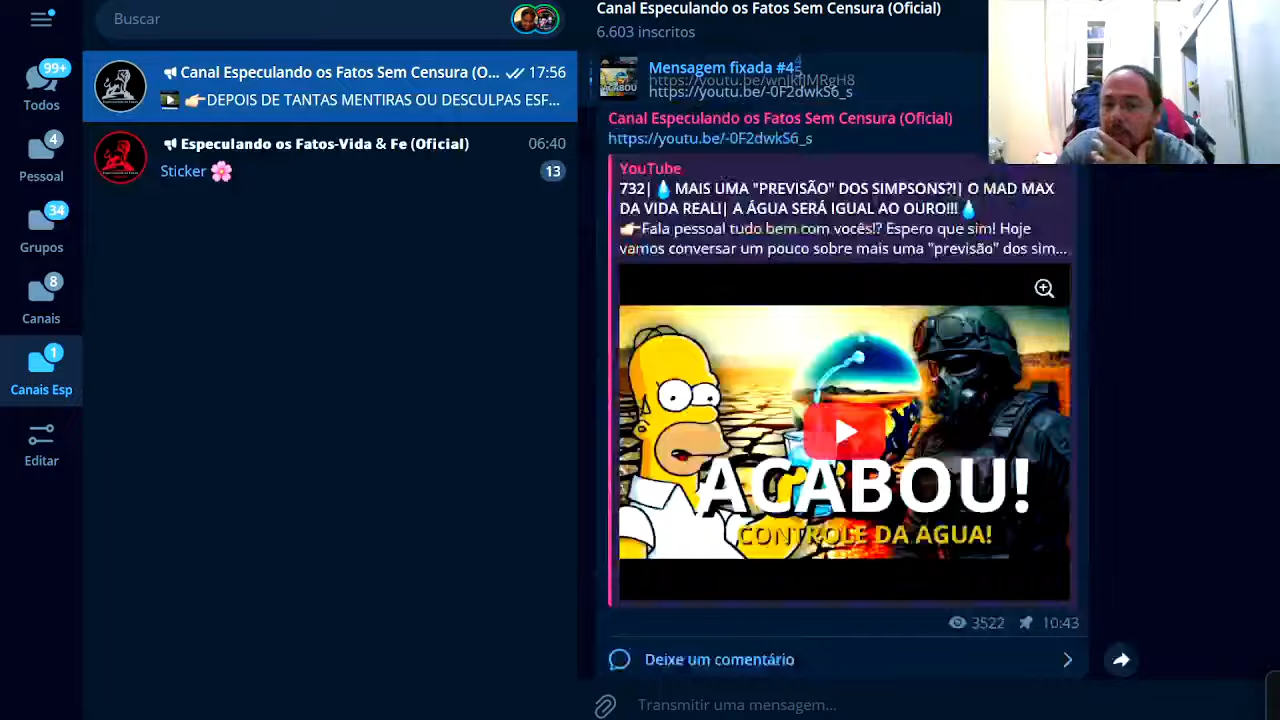 Buscar
99+
Todos
4
Pessoal
34
Grupos
8
Canais
1
Canais Esp
Editar
Canal Especulando os Fatos Sem Censura (O... 17:56
👉DEPOIS DE TANTAS MENTIRAS OU DESCULPAS ESF...
Especulando os Fatos-Vida & Fe (Oficial) 06:40
Sticker 🌸 13
Canal Especulando os Fatos Sem Censura (Oficial)
6.603 inscritos
Mensagem fixada
https://youtu.be/-0F2dwkS6_s
Canal Especulando os Fatos Sem Censura (Oficial)
https://youtu.be/-0F2dwkS6_s
YouTube
732| 💧MAIS UMA "PREVISÃO" DOS SIMPSONS?!| O MAD MAX
DA VIDA REAL| A ÁGUA SERÁ IGUAL AO OURO!!!💧
👉Fala pessoal tudo bem com vocês!? Espero que sim! Hoje
vamos conversar um pouco sobre mais uma "previsão" dos sim...
ACABOU!
CONTROLE DA ÁGUA!
3522 10:43
Deixe um comentário
Transmitir uma mensagem...